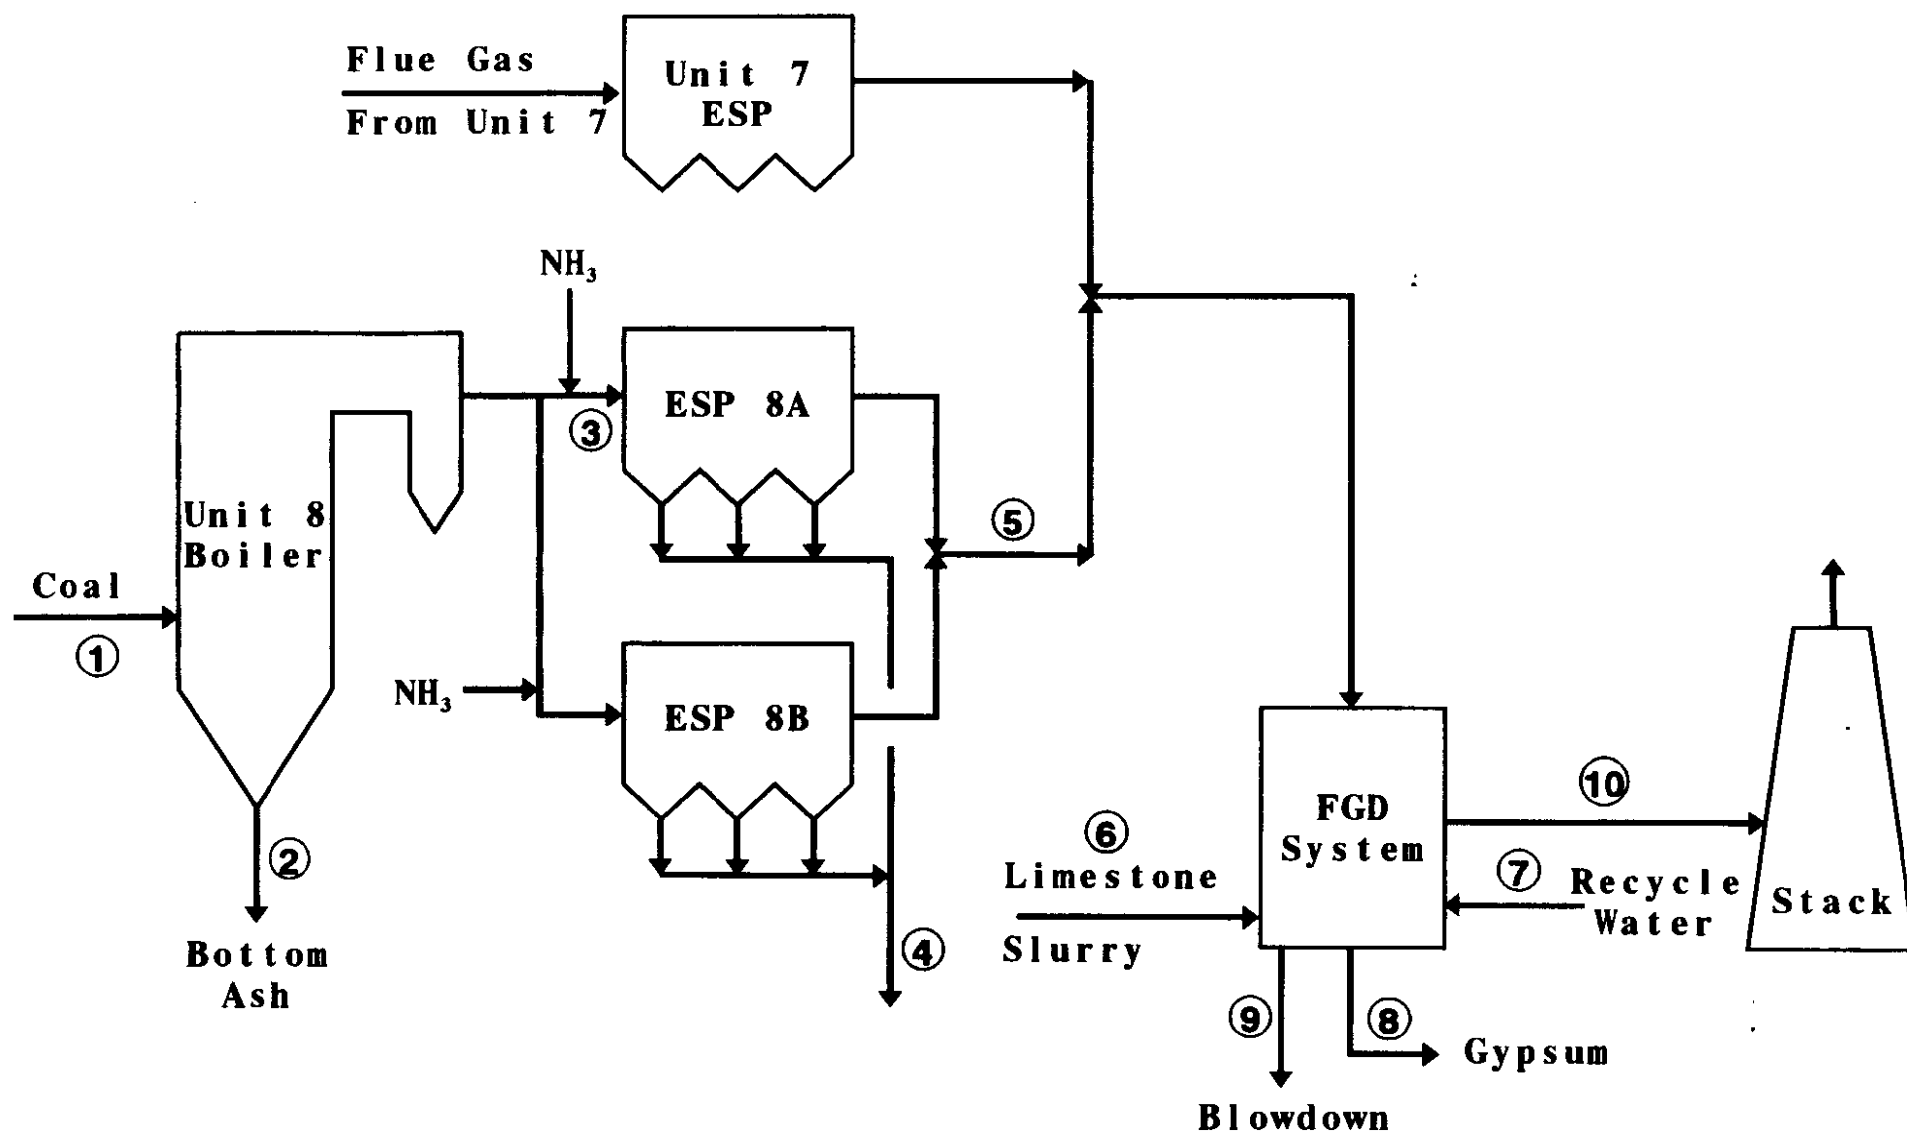 Flue Gas
From Unit 7
Unit 7
ESP
NH₃
ESP 8A
③
Unit 8
Boiler
⑤
Coal
①
NH₃
ESP 8B
②
Bottom
Ash
④
⑥
Limestone
Slurry
FGD
System
⑩
⑦
Recycle
Water
Stack
⑨
⑧
Gypsum
Blowdown